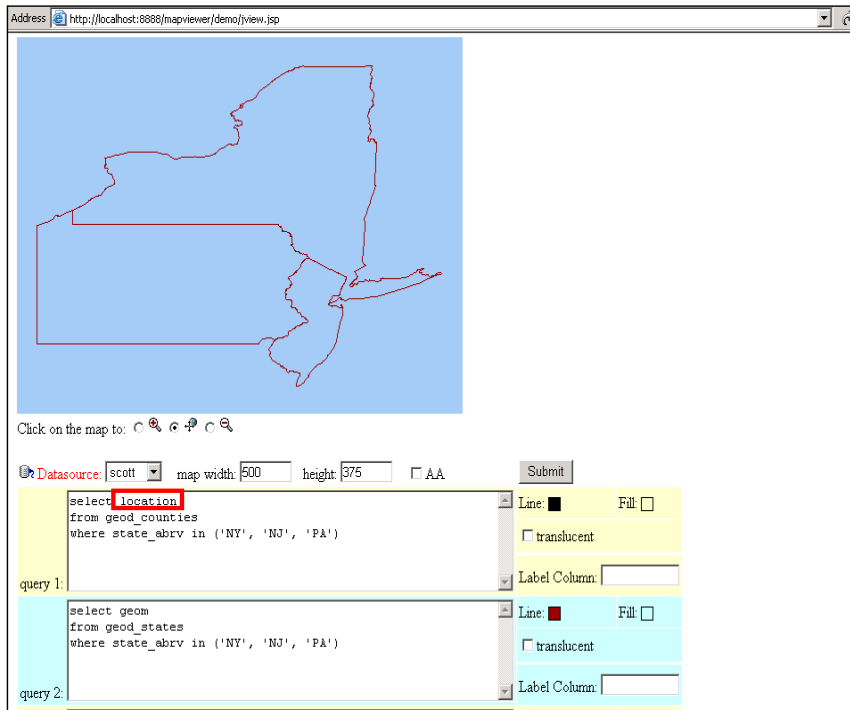 Address http://localhost:8888/mapviewer/demo/jview.jsp
Click on the map to:
Datasource: scott map width: 500 height: 375 AA Submit
select location
from geod_counties
where state_abrv in ('NY', 'NJ', 'PA')
query 1:
Line: Fill:
translucent
Label Column:
select geom
from geod_states
where state_abrv in ('NY', 'NJ', 'PA')
query 2:
Line: Fill:
translucent
Label Column: